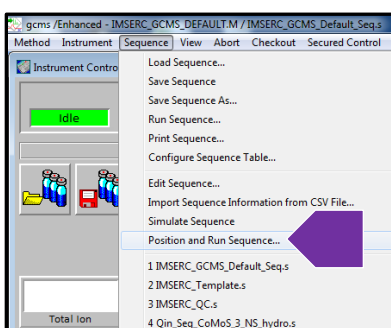 gcms /Enhanced - IMSERC_GCMS_DEFAULT.M / IMSERC_GCMS_Default_Seq.s
Method Instrument Sequence View Abort Checkout Secured Control
Instrument Contro
Idle
Load Sequence...
Save Sequence
Save Sequence As...
Run Sequence...
Print Sequence...
Configure Sequence Table...
Edit Sequence...
Import Sequence Information from CSV File...
Simulate Sequence
Position and Run Sequence...
1 IMSERC_GCMS_Default_Seq.s
2 IMSERC_Template.s
3 IMSERC_QC.s
4 Qin_Seq_CoMoS_3_NS_hydro.s
Total Ion